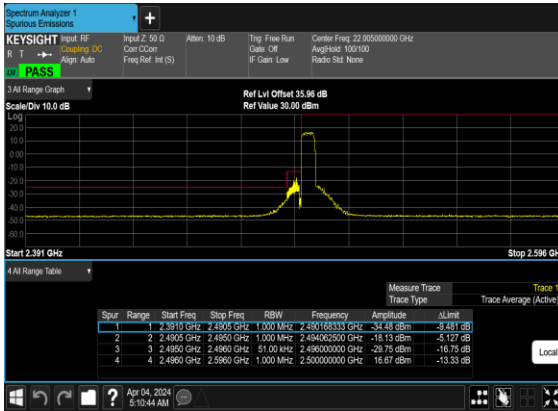 Spectrum Analyzer 1
Spurious Emissions
+
KEYSIGHT
R T
LXI PASS
Input: RF
Coupling: DC
Align: Auto
Input Z: 50 Ω
Corr CCorr
Freq Ref: Int (S)
Atten: 10 dB
Trig: Free Run
Gate: Off
IF Gain: Low
Center Freq: 22.005000000 GHz
Avg|Hold: 100/100
Radio Std: None
3 All Range Graph
Scale/Div 10.0 dB
Ref Lvl Offset 35.96 dB
Ref Value 30.00 dBm
Log
20.0
10.0
0.00
-10.0
-20.0
-30.0
-40.0
-50.0
-60.0
Start 2.391 GHz
Stop 2.596 GH
4 All Range Table
Measure Trace Trace 1
Trace Type Trace Average (Active)
Spur Range Start Freq Stop Freq RBW Frequency Amplitude ΔLimit
1 1 2.3910 GHz 2.4905 GHz 1.000 MHz 2.490168333 GHz -34.48 dBm -9.481 dB
2 2 2.4905 GHz 2.4950 GHz 1.000 MHz 2.494062500 GHz -18.13 dBm -5.127 dB
3 3 2.4950 GHz 2.4960 GHz 51.00 kHz 2.496000000 GHz -29.75 dBm -16.75 dB
4 4 2.4960 GHz 2.5960 GHz 1.000 MHz 2.500000000 GHz 16.67 dBm -13.33 dB
Local
?
Apr 04, 2024
5:10:44 AM